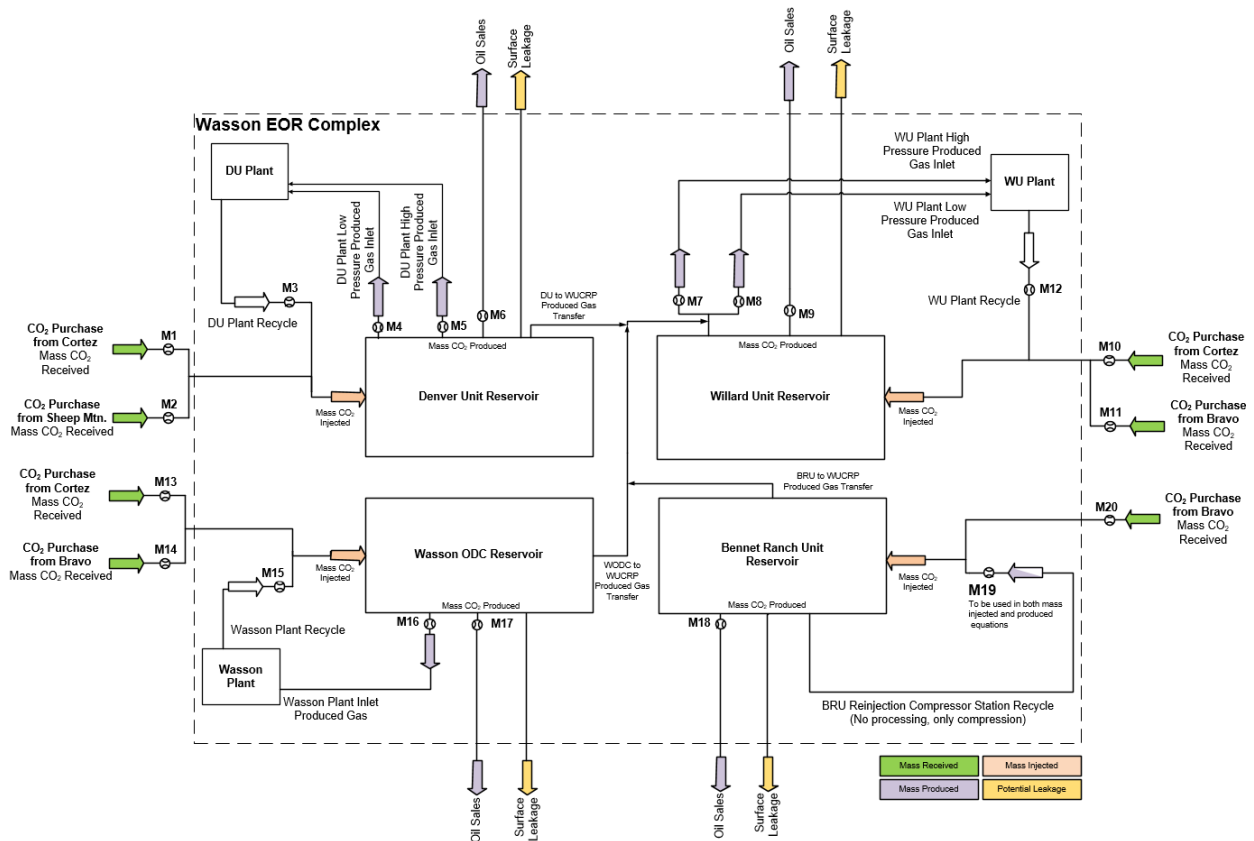 Oil Sales
Surface
Leakage
Oil Sales
Surface
Leakage
Wasson EOR Complex
DU Plant
DU Plant Low
Pressure Produced
Gas Inlet
DU Plant High
Pressure Produced
Gas Inlet
WU Plant High
Pressure Produced
Gas Inlet
WU Plant
WU Plant Low
Pressure Produced
Gas Inlet
M3
DU Plant Recycle
M4
M5
M6
DU to WUCRP
Produced Gas
Transfer
M7
M8
M9
M12
WU Plant Recycle
CO₂ Purchase
from Cortez
Mass CO₂
Received
M1
CO₂ Purchase
from Sheep Mtn.
Mass CO₂ Received
M2
Mass CO₂
Injected
Mass CO₂ Produced
Denver Unit Reservoir
Mass CO₂ Produced
Willard Unit Reservoir
Mass CO₂
Injected
M10
CO₂ Purchase
from Cortez
Mass CO₂
Received
M11
CO₂ Purchase
from Bravo
Mass CO₂
Received
CO₂ Purchase
from Cortez
Mass CO₂
Received
M13
CO₂ Purchase
from Bravo
Mass CO₂ Received
M14
M15
Mass CO₂
Injected
Wasson ODC Reservoir
Mass CO₂ Produced
WODC to
WUCRP
Produced Gas
Transfer
BRU to WUCRP
Produced Gas Transfer
Bennet Ranch Unit
Reservoir
Mass CO₂ Produced
Mass CO₂
Injected
M20
CO₂ Purchase
from Bravo
Mass CO₂
Received
M19
To be used in both mass
injected and produced
equations
Wasson Plant Recycle
M16
M17
M18
Wasson
Plant
Wasson Plant Inlet
Produced Gas
BRU Reinjection Compressor Station Recycle
(No processing, only compression)
Oil Sales
Surface
Leakage
Oil Sales
Surface
Leakage
Mass Received
Mass Injected
Mass Produced
Potential Leakage